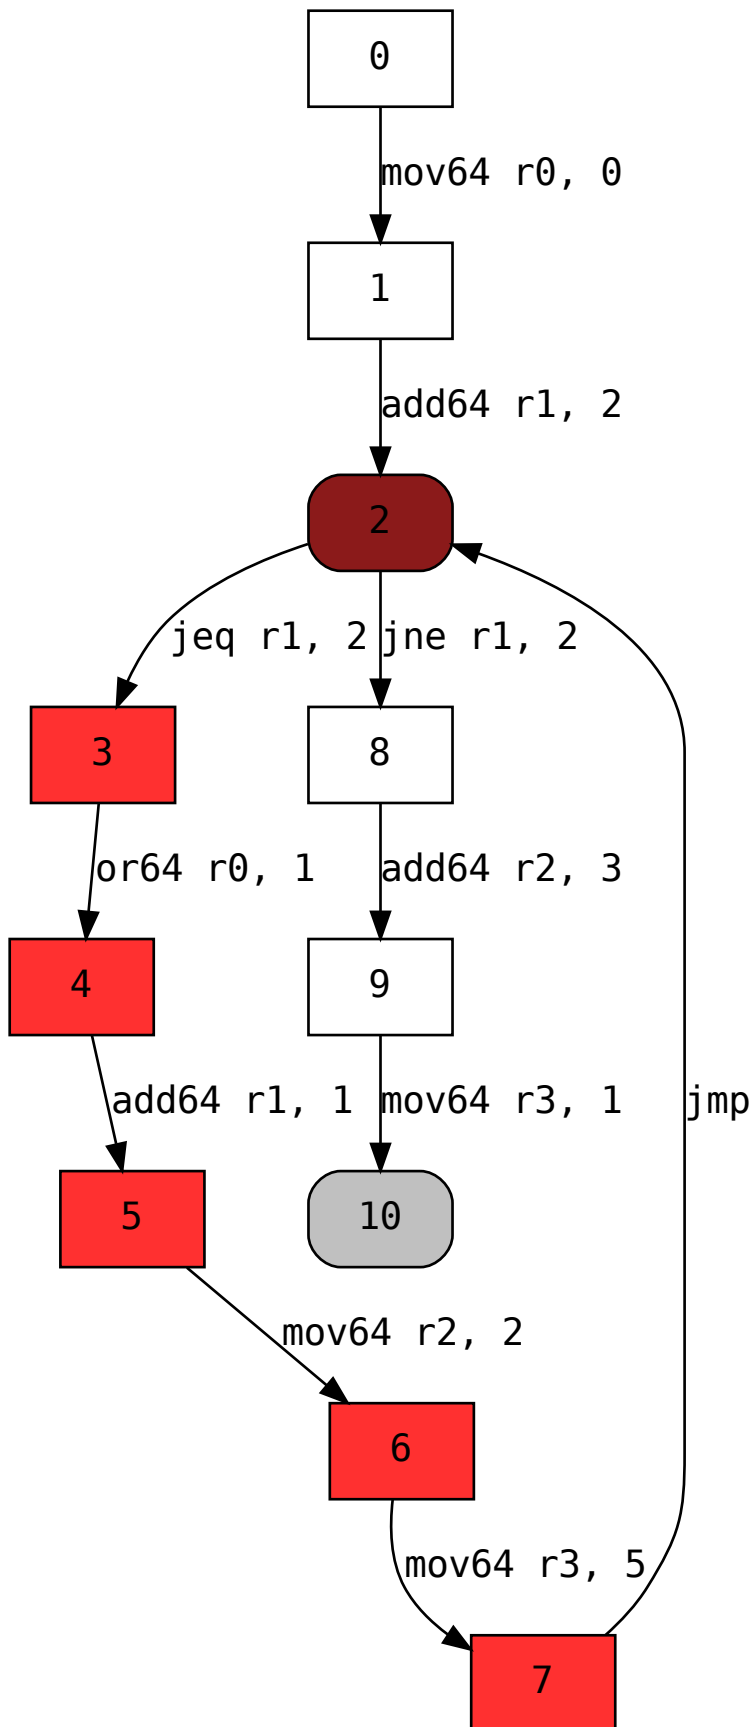 0
mov64 r0, 0
1
add64 r1, 2
2
jeq r1, 2
jne r1, 2
3
8
or64 r0, 1
add64 r2, 3
4
9
add64 r1, 1
mov64 r3, 1
jmp
5
10
mov64 r2, 2
6
mov64 r3, 5
7